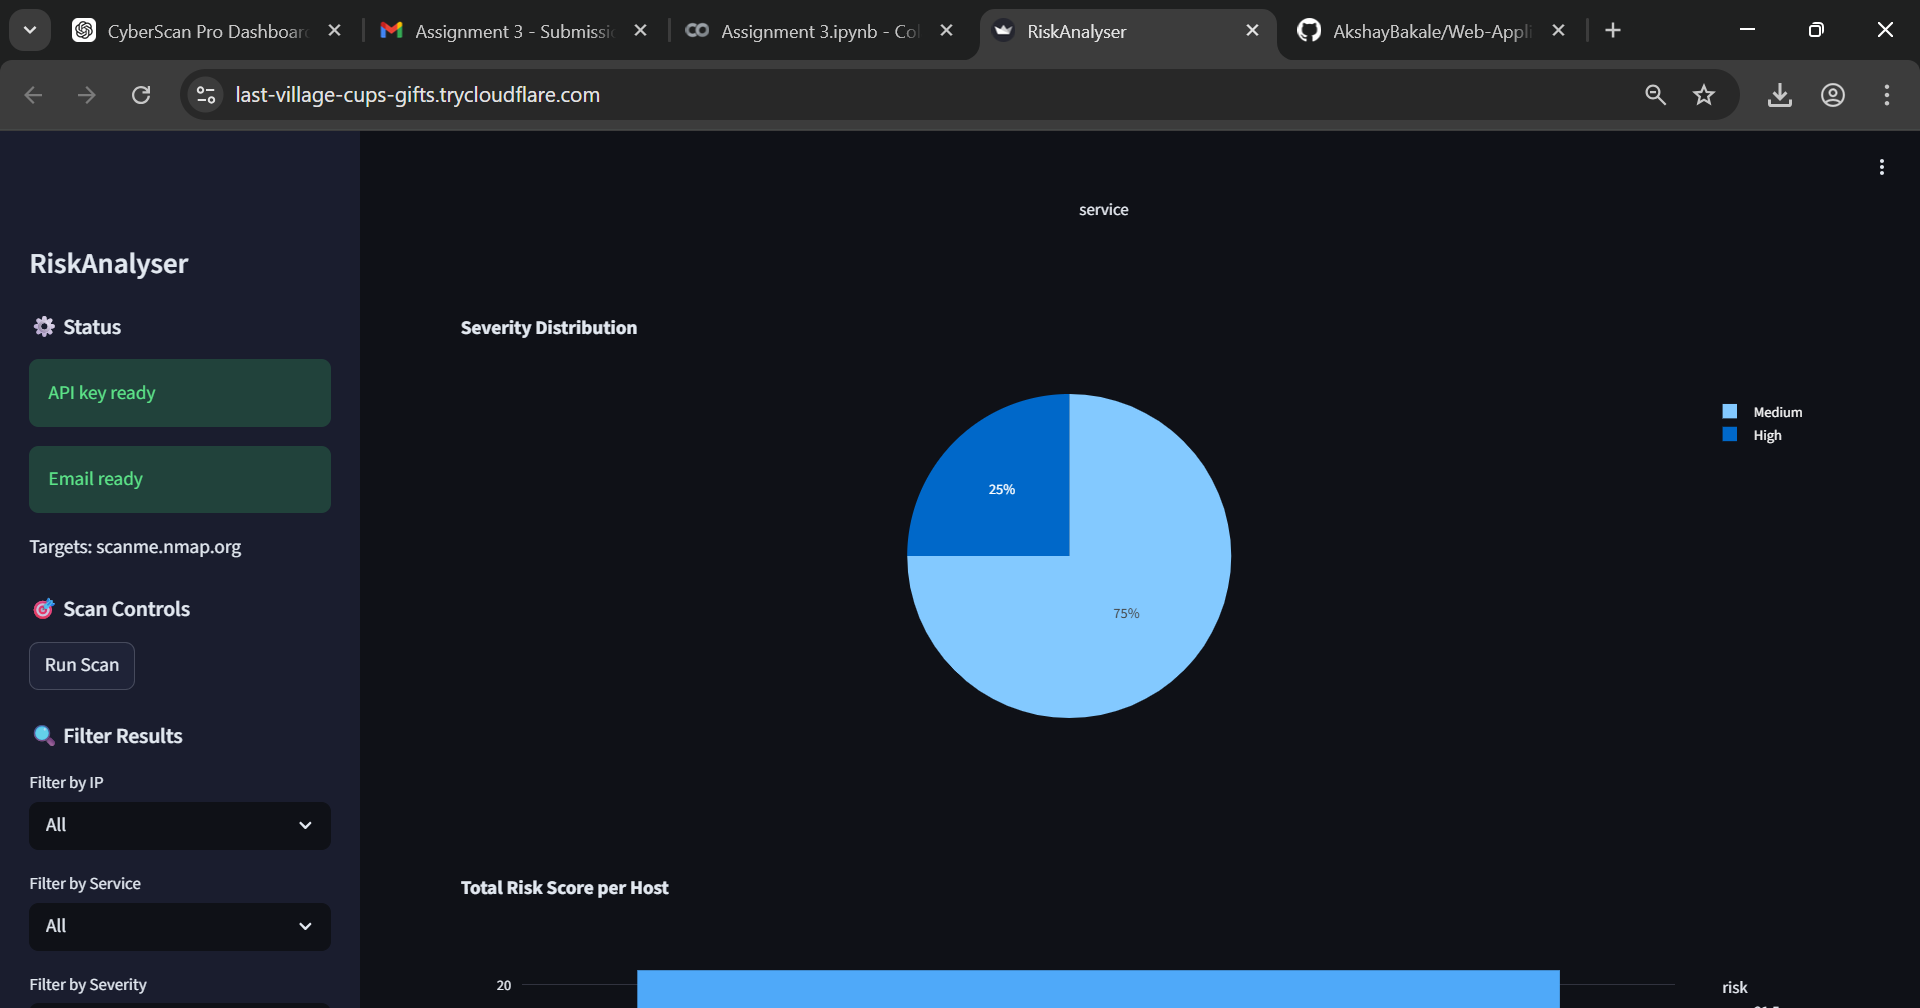 CyberScan Pro Dashboar
Assignment 3 - Submissi
Assignment 3.ipynb - Col
RiskAnalyser
AkshayBakale/Web-Appli
last-village-cups-gifts.trycloudflare.com
RiskAnalyser
Status
API key ready
Email ready
Targets: scanme.nmap.org
Scan Controls
Run Scan
Filter Results
Filter by IP
All
Filter by Service
All
Filter by Severity
service
Severity Distribution
Medium
High
25%
75%
Total Risk Score per Host
20
risk